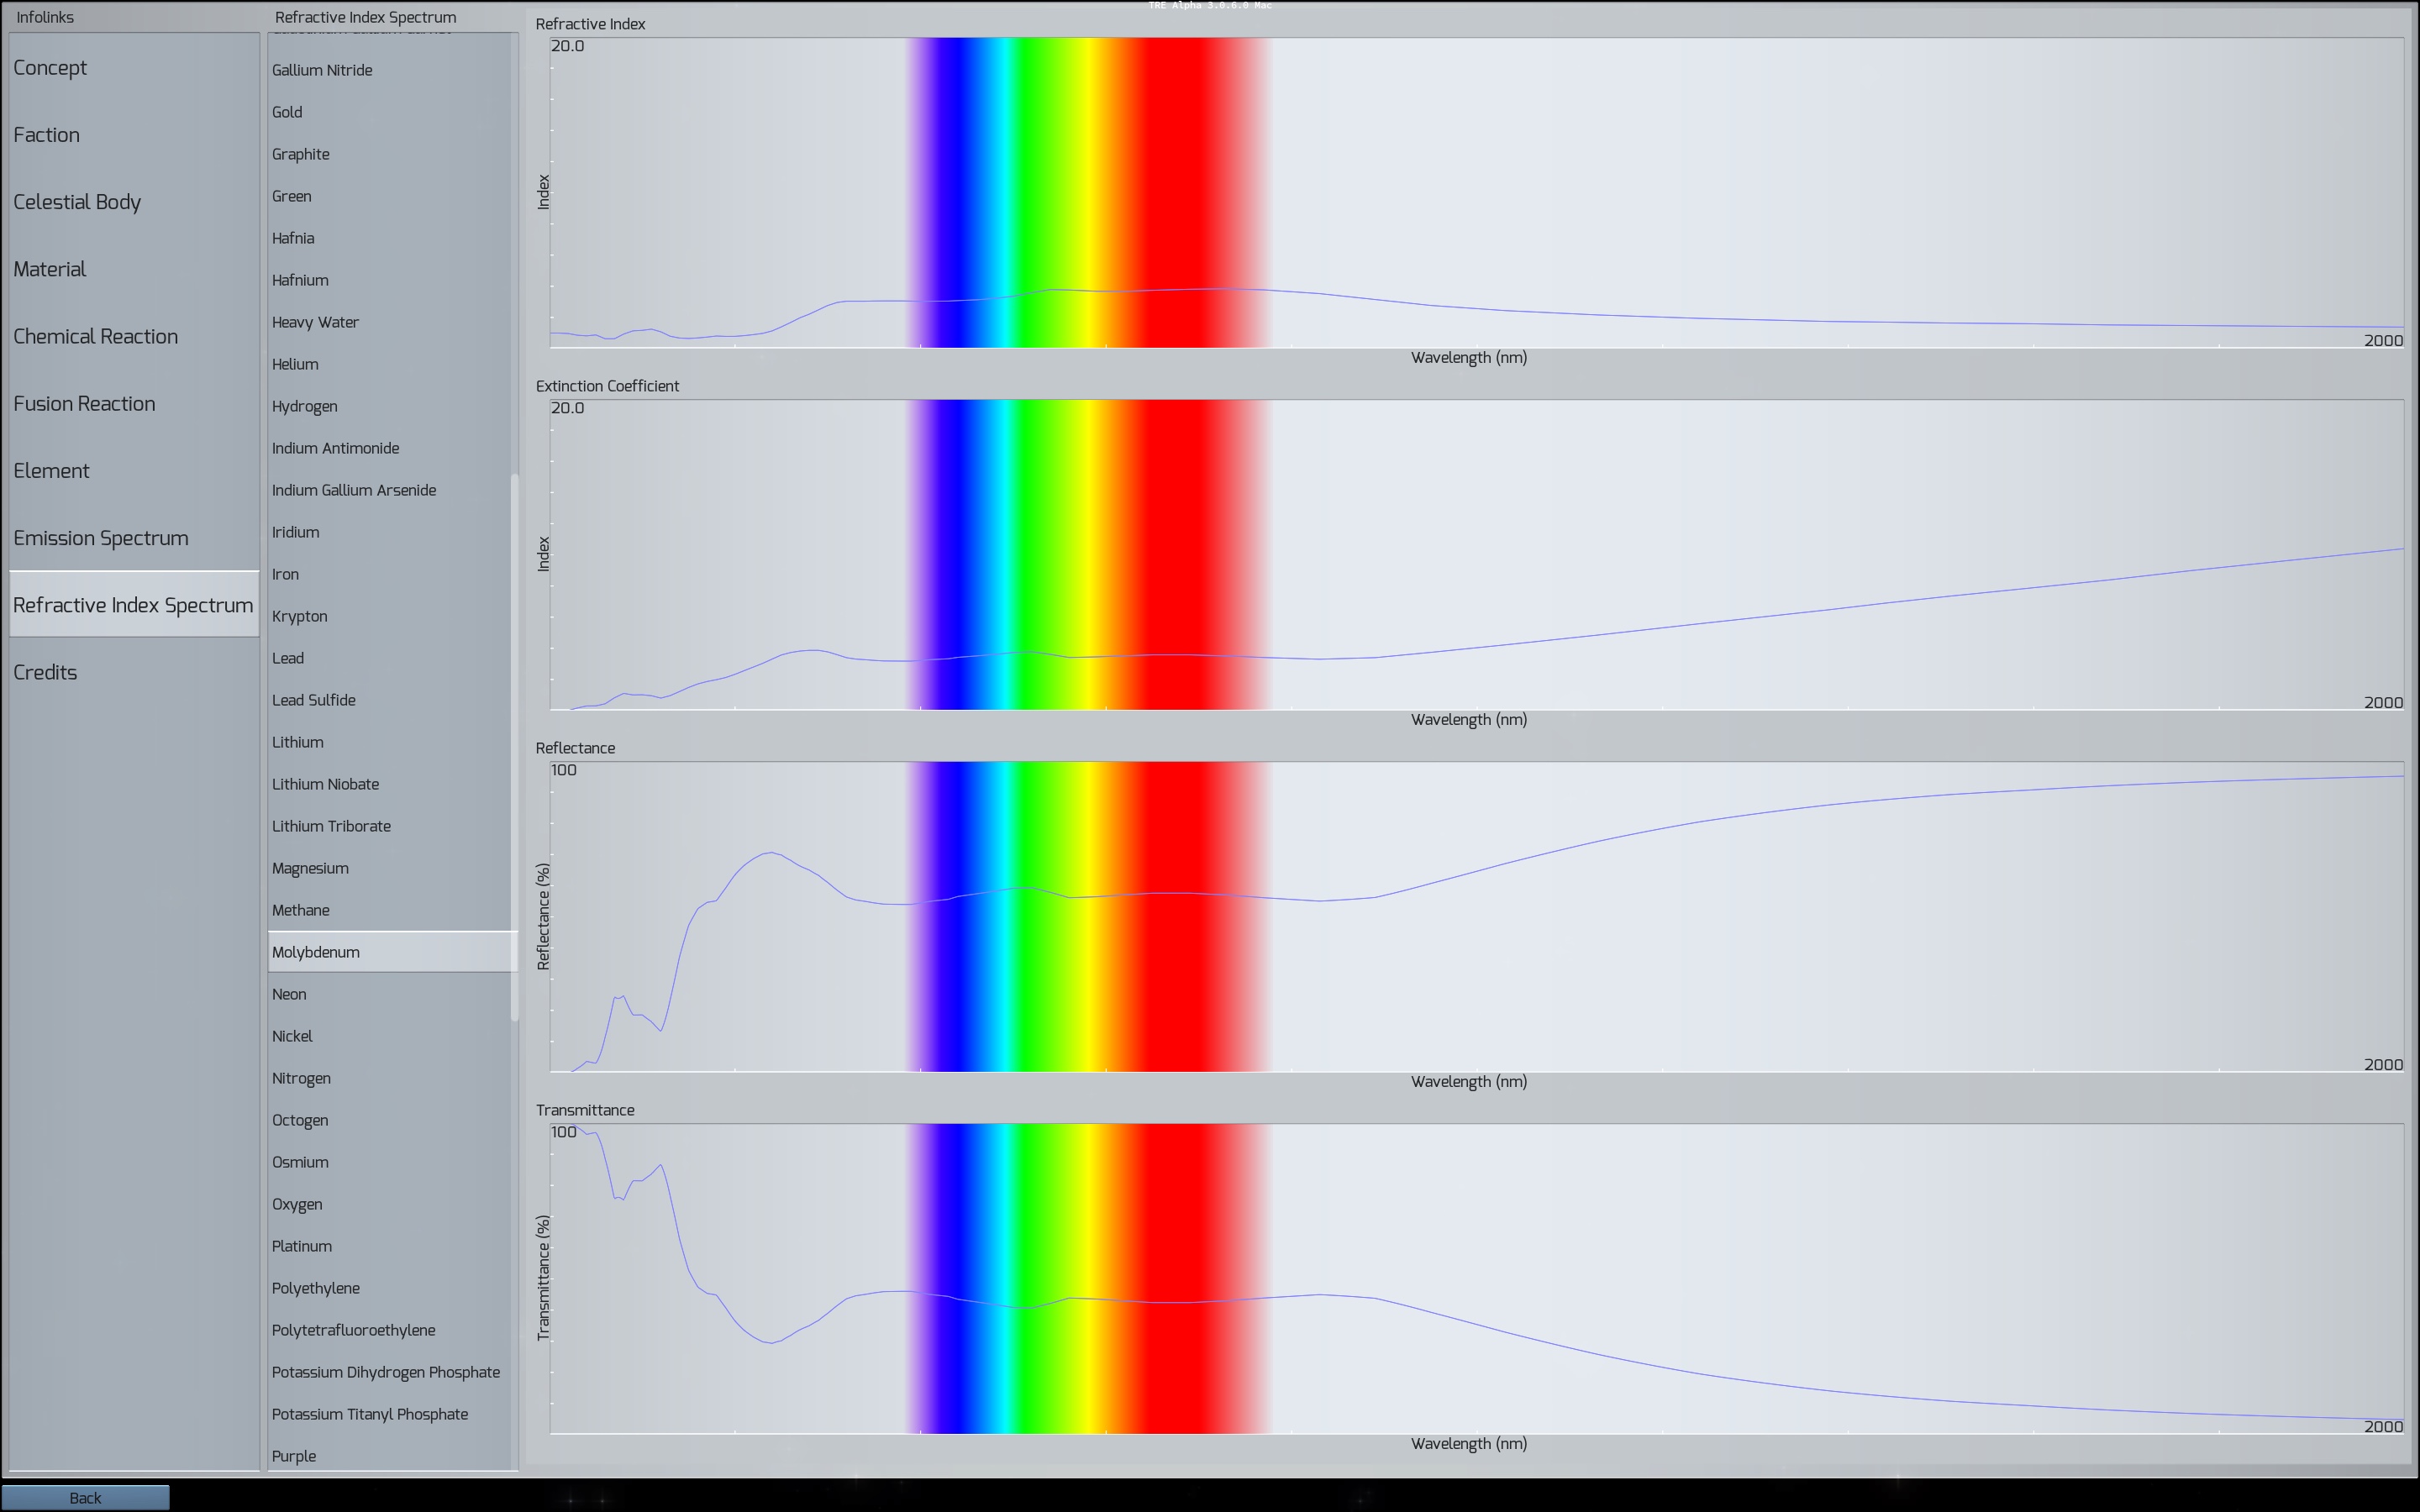 TRE Alpha 3.0.6.0 Mac
Infolinks
Concept
Faction
Celestial Body
Material
Chemical Reaction
Fusion Reaction
Element
Emission Spectrum
Refractive Index Spectrum
Credits
Refractive Index Spectrum
Gallium Nitride
Gold
Graphite
Green
Hafnia
Hafnium
Heavy Water
Helium
Hydrogen
Indium Antimonide
Indium Gallium Arsenide
Iridium
Iron
Krypton
Lead
Lead Sulfide
Lithium
Lithium Niobate
Lithium Triborate
Magnesium
Methane
Molybdenum
Neon
Nickel
Nitrogen
Octogen
Osmium
Oxygen
Platinum
Polyethylene
Polytetrafluoroethylene
Potassium Dihydrogen Phosphate
Potassium Titanyl Phosphate
Purple
Refractive Index
20.0
Index
2000
Wavelength (nm)
Extinction Coefficient
20.0
Index
2000
Wavelength (nm)
Reflectance
100
Reflectance (%)
2000
Wavelength (nm)
Transmittance
100
Transmittance (%)
2000
Wavelength (nm)
Back